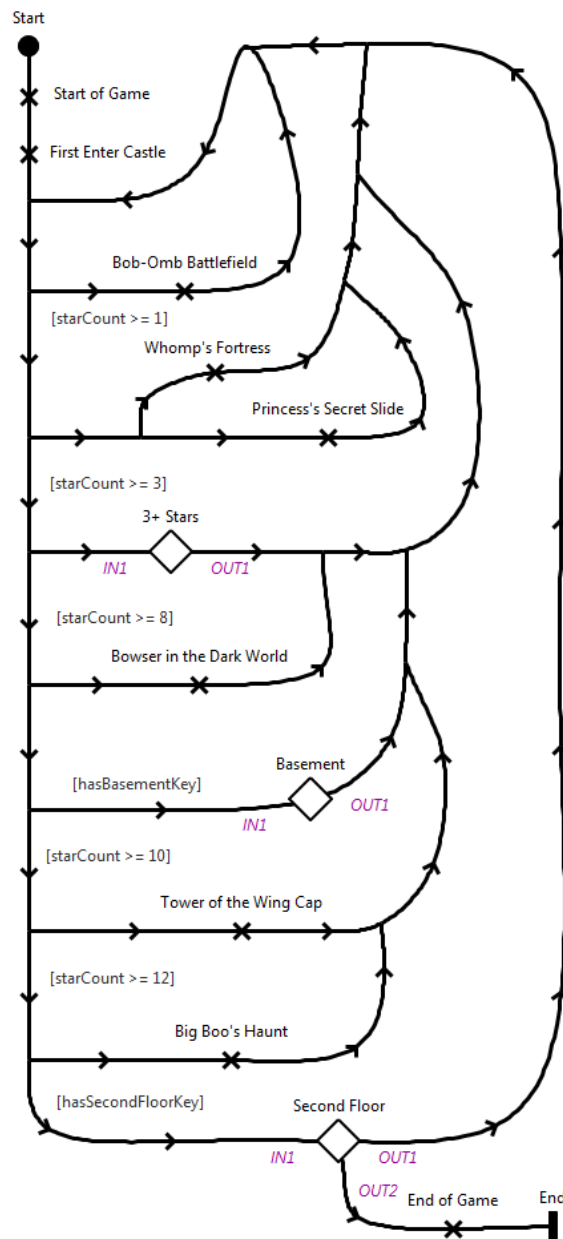 Start
Start of Game
First Enter Castle
Bob-Omb Battlefield
[starCount >= 1]
Whomp's Fortress
Princess's Secret Slide
[starCount >= 3]
3+ Stars
IN1
OUT1
[starCount >= 8]
Bowser in the Dark World
Basement
[hasBasementKey]
IN1
OUT1
[starCount >= 10]
Tower of the Wing Cap
[starCount >= 12]
Big Boo's Haunt
[hasSecondFloorKey]
Second Floor
IN1
OUT1
OUT2
End of Game
End